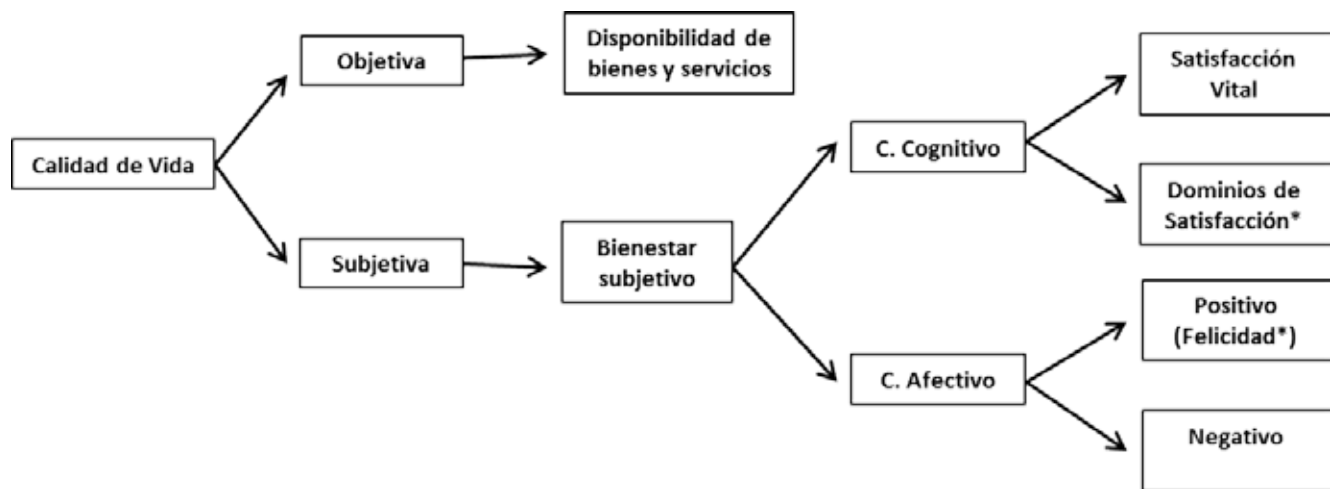 Calidad de Vida
Objetiva
Disponibilidad de
bienes y servicios
Subjetiva
Bienestar
subjetivo
C. Cognitivo
Satisfacción
Vital
Dominios de
Satisfacción*
C. Afectivo
Positivo
(Felicidad*)
Negativo